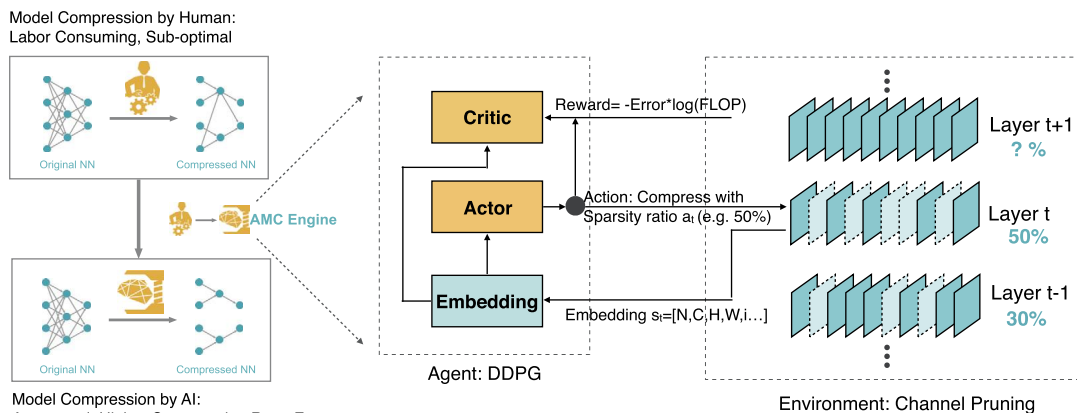 Model Compression by Human:
Labor Consuming, Sub-optimal
Original NN
Compressed NN
AMC Engine
Original NN
Compressed NN
Model Compression by AI:
Critic
Actor
Embedding
Agent: DDPG
Reward= -Error*log(FLOP)
Action: Compress with
Sparsity ratio aₜ (e.g. 50%)
Embedding sₜ=[N,C,H,W,i…]
Layer t+1
? %
Layer t
50%
Layer t-1
30%
Environment: Channel Pruning